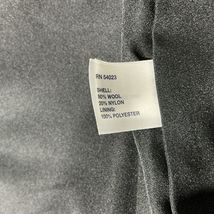 RN 54023
SHELL:
80% WOOL
20% NYLON
LINING:
100% POLYESTER